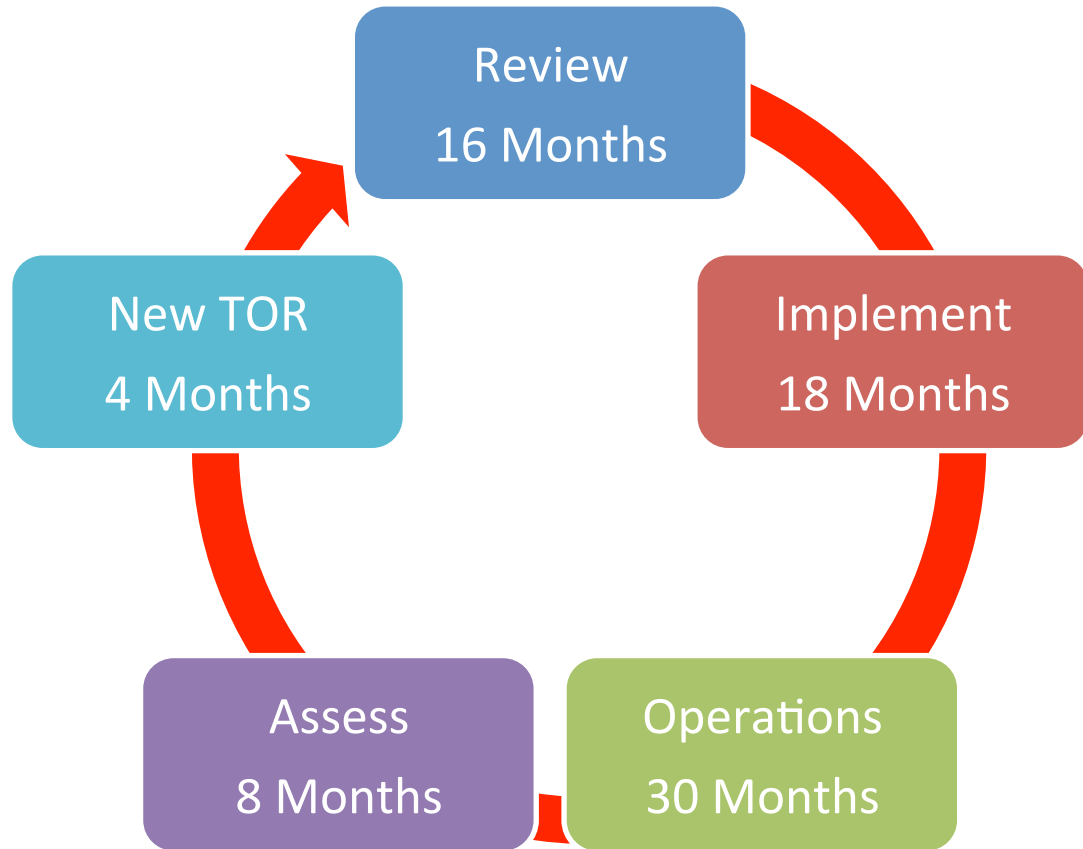 Review
16 Months
Implement
18 Months
Operations
30 Months
Assess
8 Months
New TOR
4 Months